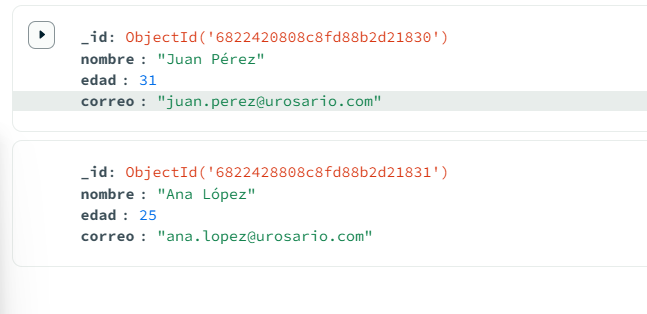 _id: ObjectId('6822420808c8fd88b2d21830')
nombre : "Juan Pérez"
edad : 31
correo : "juan.perez@urosario.com"
_id: ObjectId('6822428808c8fd88b2d21831')
nombre : "Ana López"
edad : 25
correo : "ana.lopez@urosario.com"